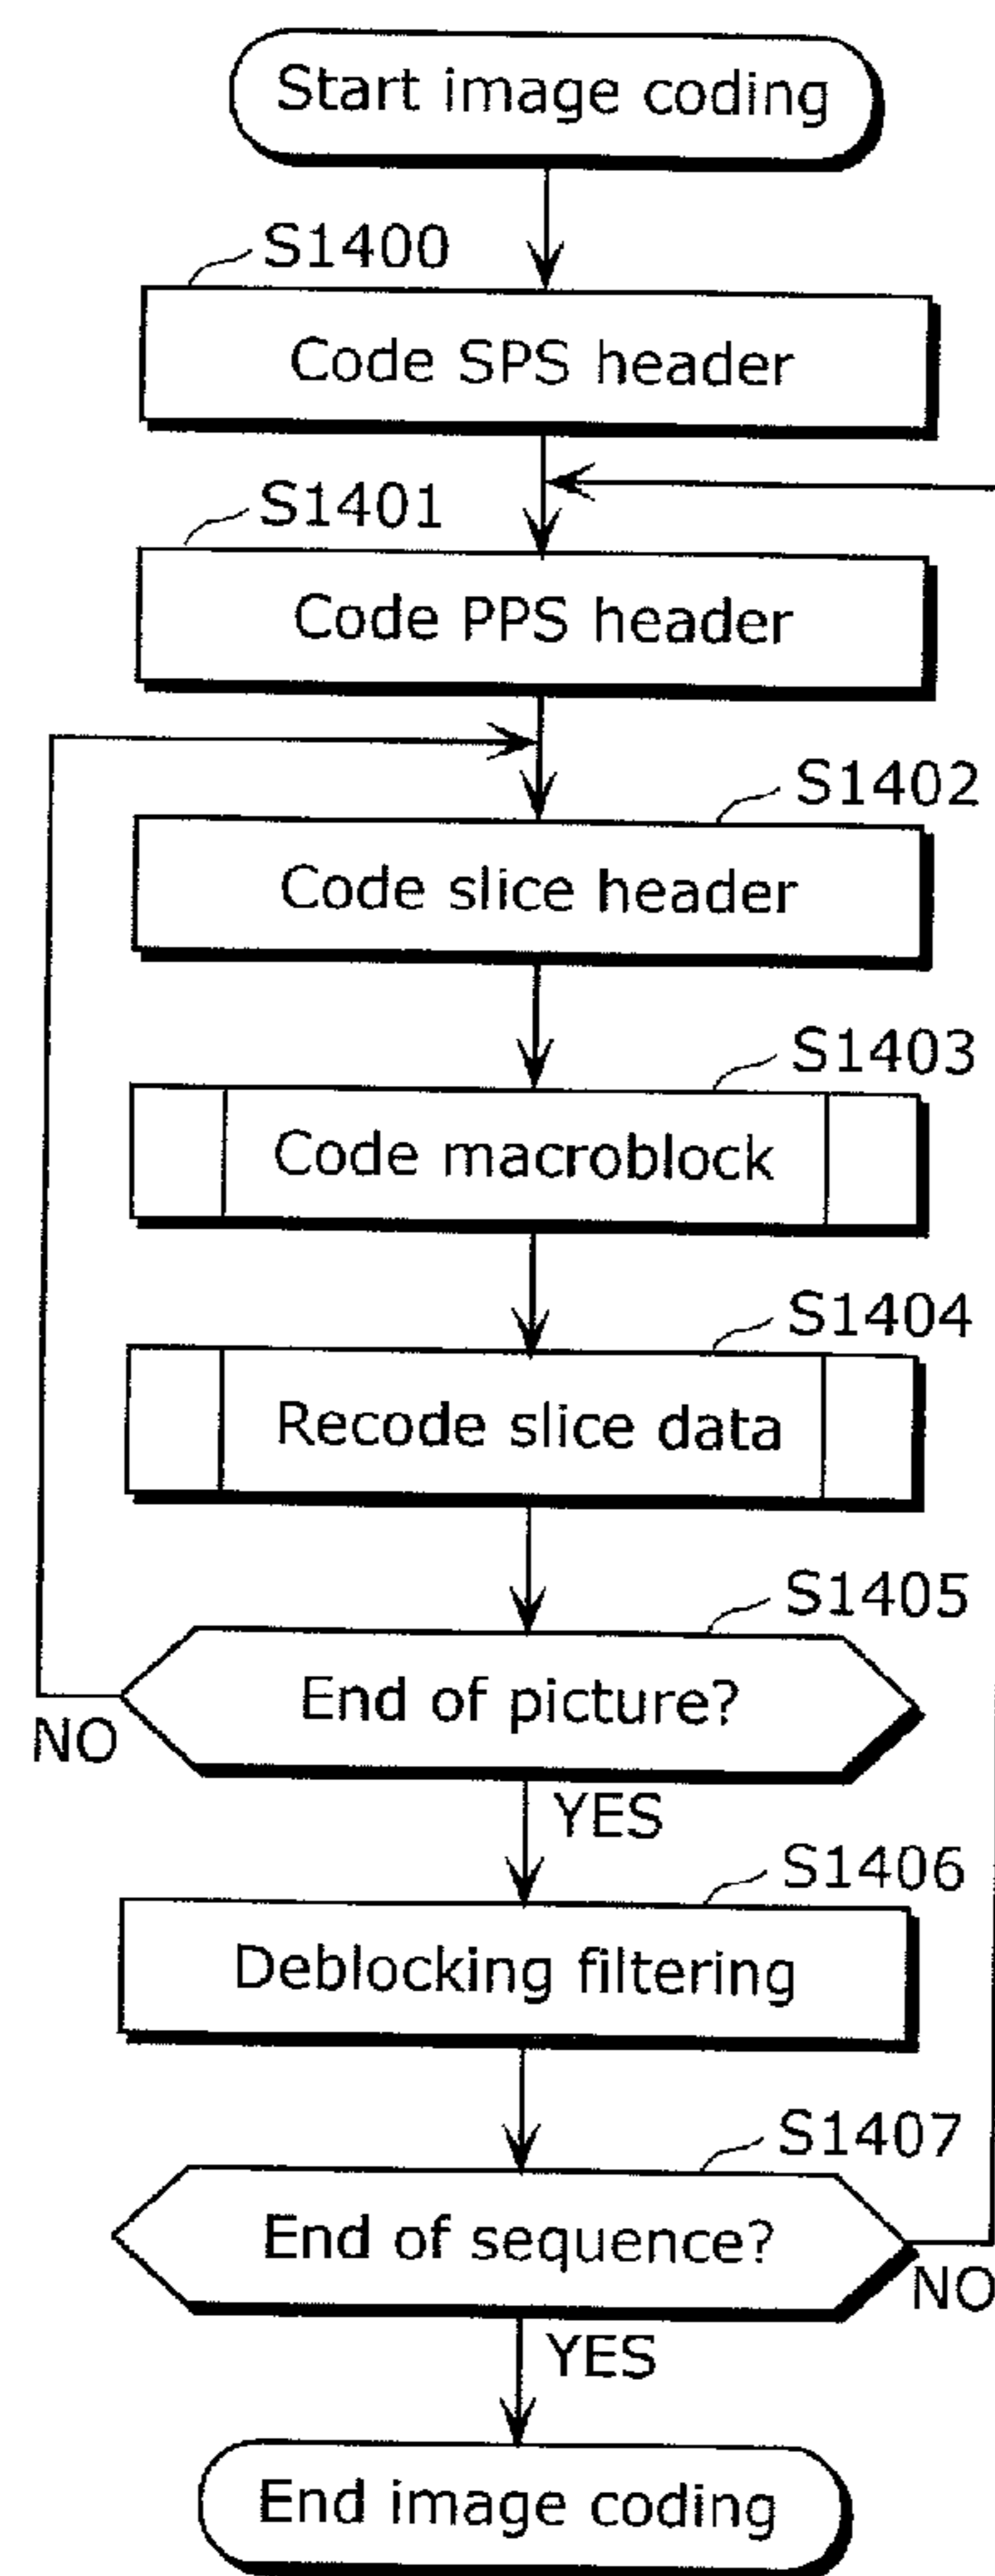 Start image coding
S1400
Code SPS header
S1401
Code PPS header
S1402
Code slice header
S1403
Code macroblock
S1404
Recode slice data
S1405
End of picture?
NO
YES
S1406
Deblocking filtering
S1407
End of sequence?
NO
YES
End image coding